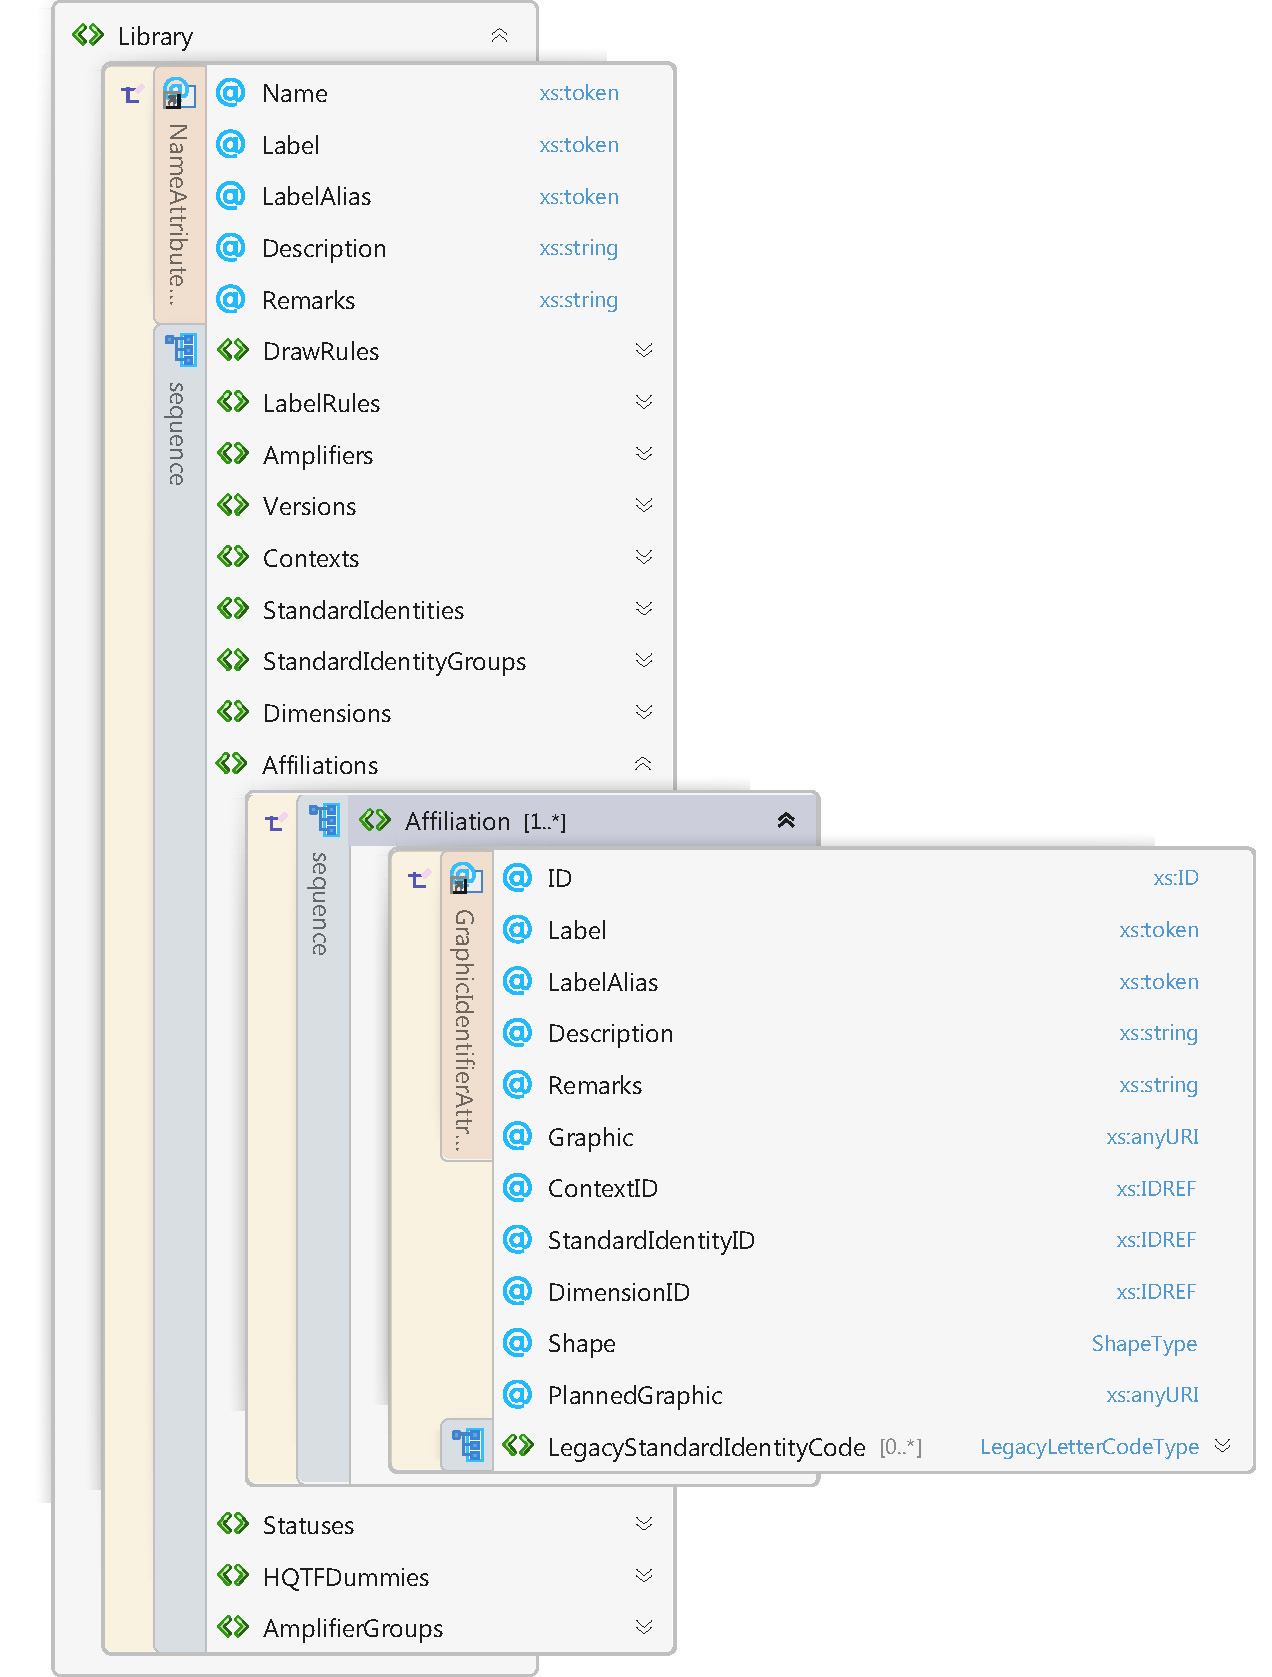 Library
NameAttribute...
Name xs:token
Label xs:token
LabelAlias xs:token
Description xs:string
Remarks xs:string
sequence
DrawRules
LabelRules
Amplifiers
Versions
Contexts
StandardIdentities
StandardIdentityGroups
Dimensions
Affiliations
sequence
Affiliation [1..*]
GraphicIdentifierAttr...
ID xs:ID
Label xs:token
LabelAlias xs:token
Description xs:string
Remarks xs:string
Graphic xs:anyURI
ContextID xs:IDREF
StandardIdentityID xs:IDREF
DimensionID xs:IDREF
Shape ShapeType
PlannedGraphic xs:anyURI
LegacyStandardIdentityCode [0..*] LegacyLetterCodeType
Statuses
HQTFDummies
AmplifierGroups